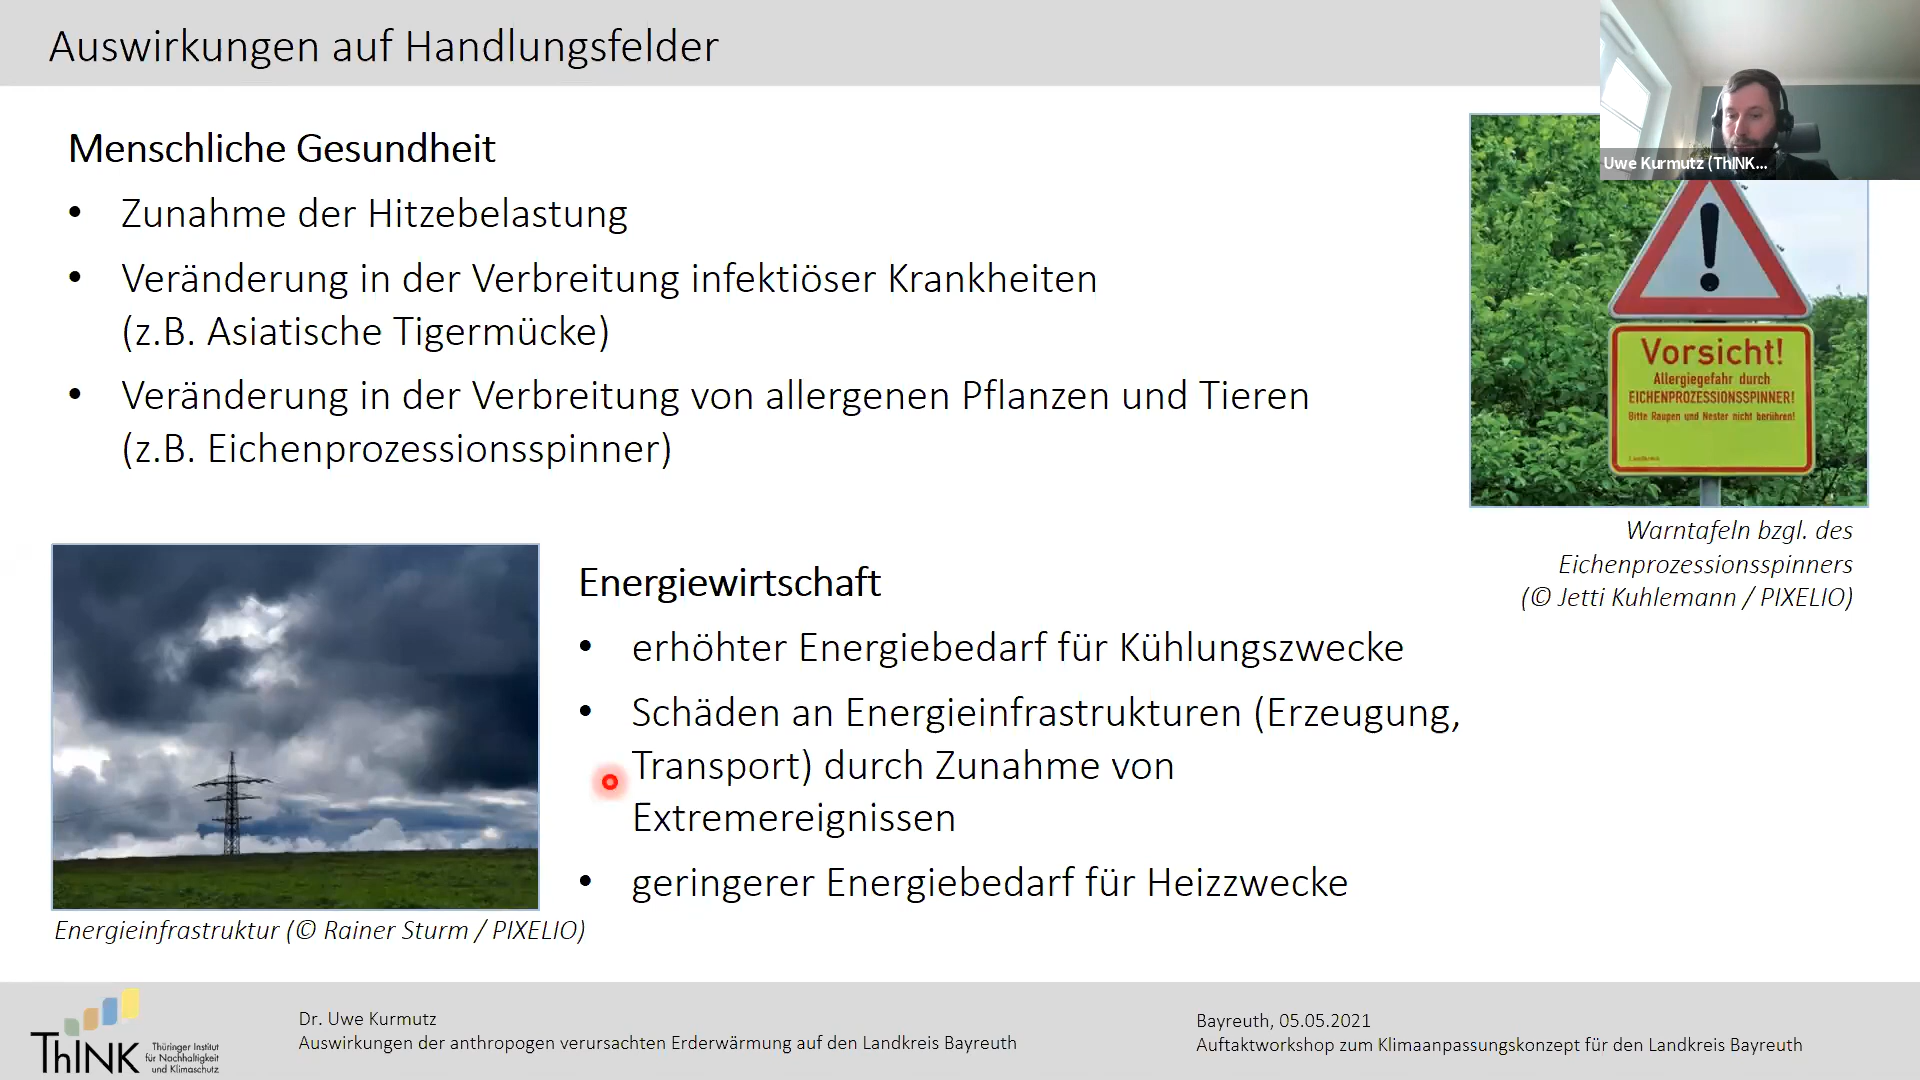 Auswirkungen auf Handlungsfelder
Uwe Kurmutz (ThINK...
Menschliche Gesundheit
• Zunahme der Hitzebelastung
• Veränderung in der Verbreitung infektiöser Krankheiten
(z.B. Asiatische Tigermücke)
• Veränderung in der Verbreitung von allergenen Pflanzen und Tieren
(z.B. Eichenprozessionsspinner)
Vorsicht!
Allergiegefahr durch
EICHENPROZESSIONSSPINNER!
Bitte Raupen und Nester nicht berühren!
Warntafeln bzgl. des
Eichenprozessionsspinners
(© Jetti Kuhlemann / PIXELIO)
Energiewirtschaft
• erhöhter Energiebedarf für Kühlungszwecke
• Schäden an Energieinfrastrukturen (Erzeugung,
Transport) durch Zunahme von
Extremereignissen
• geringerer Energiebedarf für Heizzwecke
Energieinfrastruktur (© Rainer Sturm / PIXELIO)
ThINK
Thüringer Institut
für Nachhaltigkeit
und Klimaschutz
Dr. Uwe Kurmutz
Auswirkungen der anthropogen verursachten Erderwärmung auf den Landkreis Bayreuth
Bayreuth, 05.05.2021
Auftaktworkshop zum Klimaanpassungskonzept für den Landkreis Bayreuth